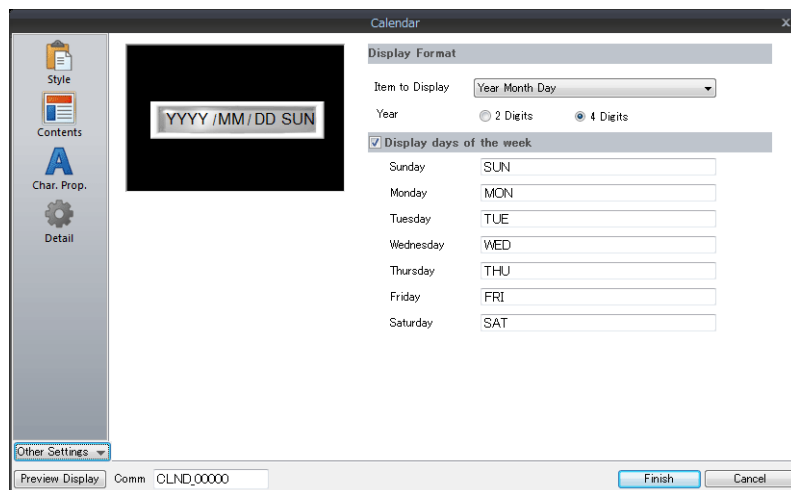 Calendar
x
Style
Contents
Char. Prop.
Detail
YYYY /MM/ DD SUN
Display Format
Item to Display Year Month Day
Year 2 Digits 4 Digits
Display days of the week
Sunday SUN
Monday MON
Tuesday TUE
Wednesday WED
Thursday THU
Friday FRI
Saturday SAT
Other Settings
Preview Display Comm CLND_00000 Finish Cancel